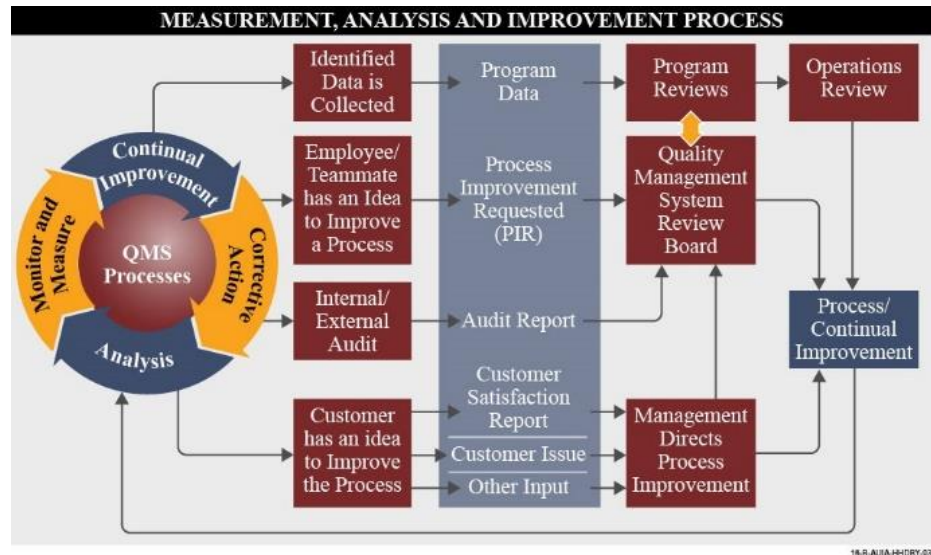 MEASUREMENT, ANALYSIS AND IMPROVEMENT PROCESS
Identified
Data is
Collected
Program
Data
Program
Reviews
Operations
Review
Continual
Improvement
Monitor and
Measure
QMS
Processes
Corrective
Action
Analysis
Employee/
Teammate
has an Idea
to Improve
a Process
Process
Improvement
Requested
(PIR)
Quality
Management
System
Review
Board
Internal/
External
Audit
Audit Report
Process/
Continual
Improvement
Customer
has an idea
to Improve
the Process
Customer
Satisfaction
Report
Customer Issue
Other Input
Management
Directs
Process
Improvement